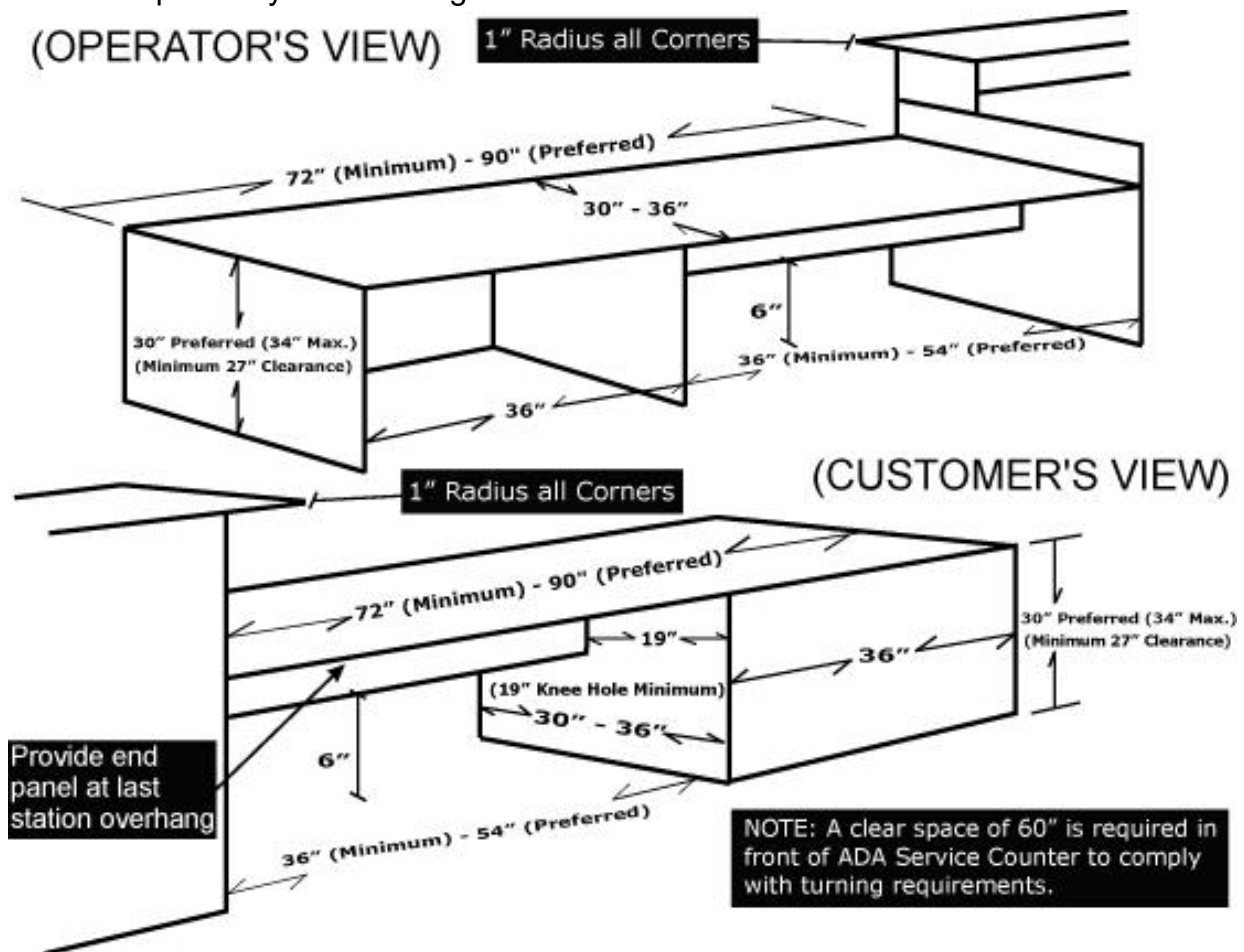 (OPERATOR'S VIEW)
1” Radius all Corners
72” (Minimum) - 90" (Preferred)
30” - 36”
30” Preferred (34” Max.)
(Minimum 27” Clearance)
6”
36” (Minimum) - 54” (Preferred)
36”
(CUSTOMER'S VIEW)
1” Radius all Corners
72” (Minimum) - 90" (Preferred)
19”
36”
30” Preferred (34” Max.)
(Minimum 27” Clearance)
(19” Knee Hole Minimum)
30” - 36”
6”
Provide end
panel at last
station overhang
36” (Minimum) - 54” (Preferred)
NOTE: A clear space of 60” is required in
front of ADA Service Counter to comply
with turning requirements.